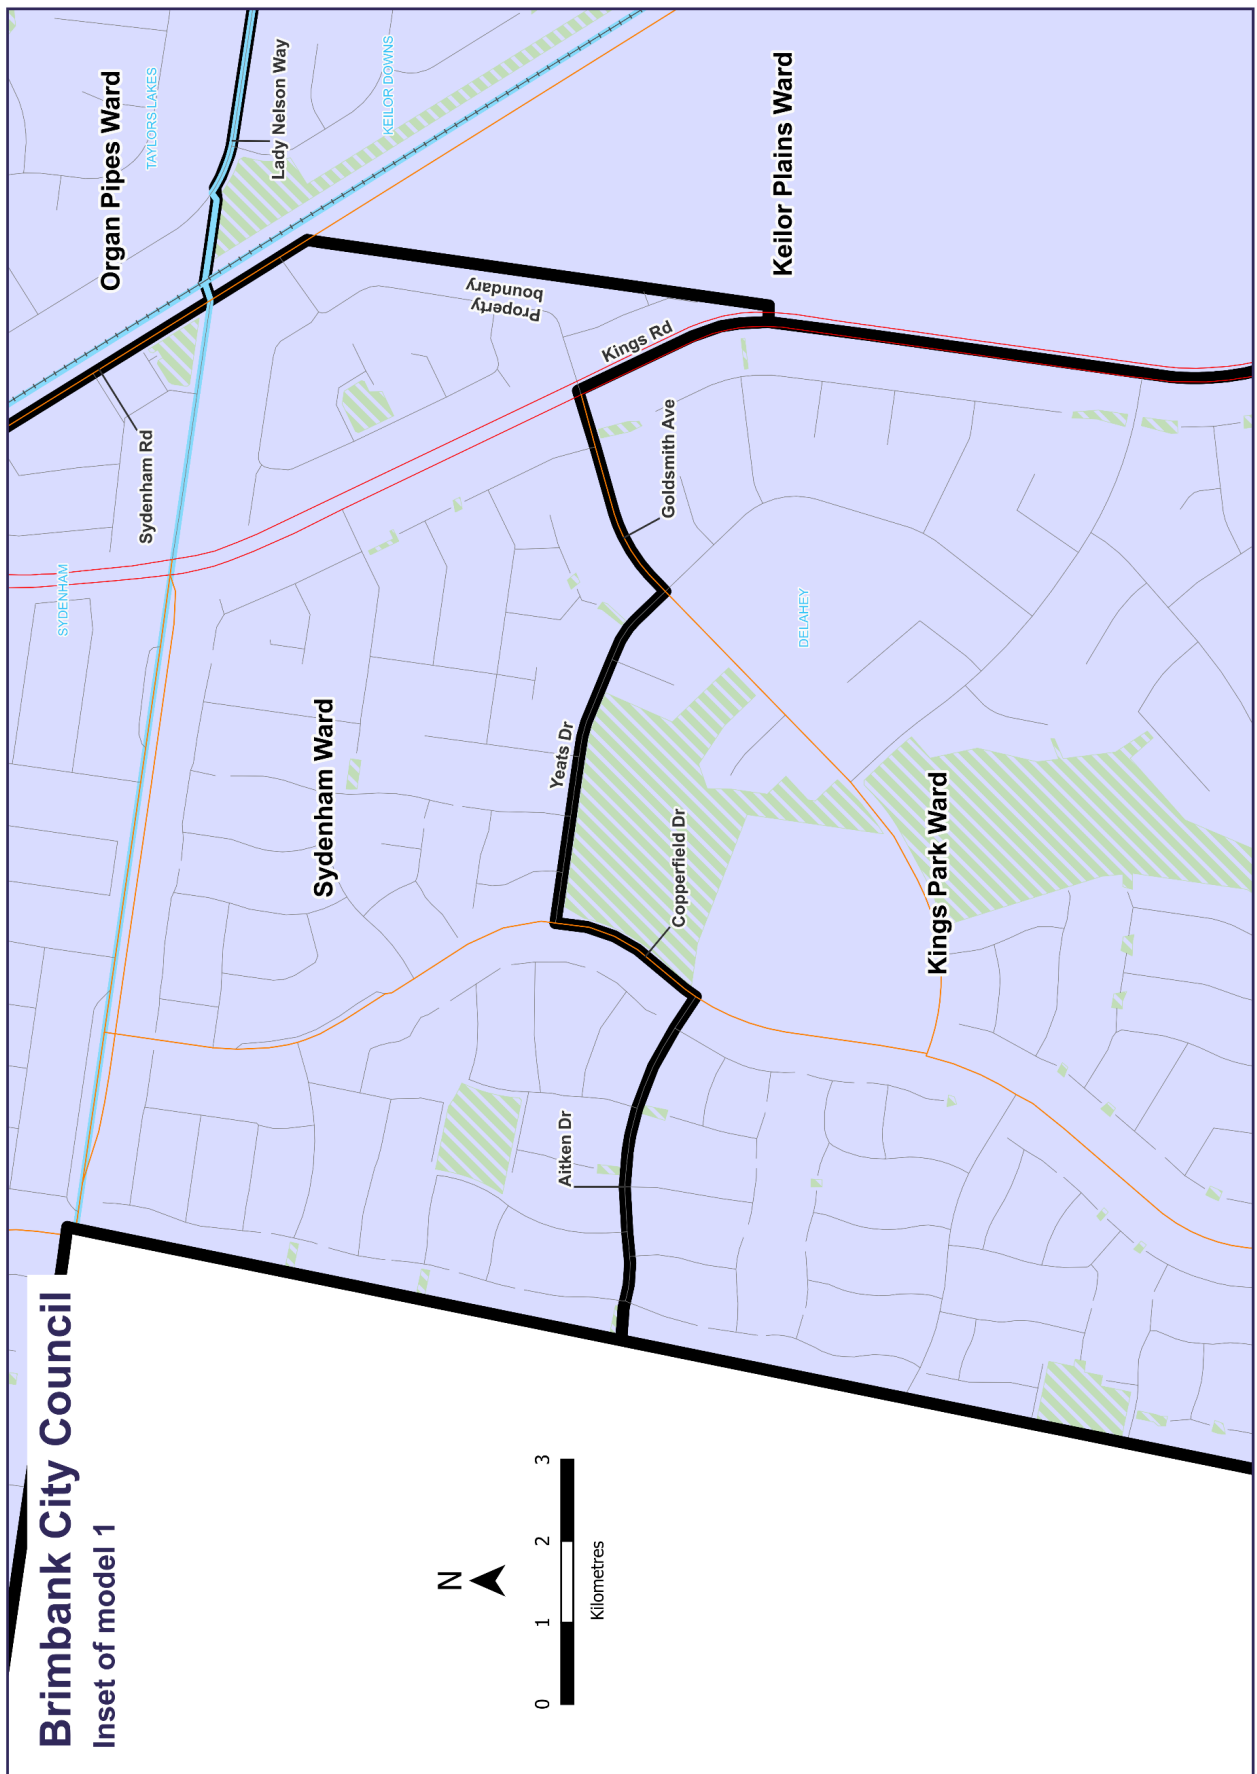 Brimbank City Council
Inset of model 1
N
0 1 2 3
Kilometres
SYDENHAM
Sydenham Rd
Organ Pipes Ward
TAYLORS LAKES
Lady Nelson Way
KEILOR DOWNS
Sydenham Ward
Property
boundary
Aitken Dr
Yeats Dr
Kings Rd
Copperfield Dr
Goldsmith Ave
Keilor Plains Ward
DELAHEY
Kings Park Ward